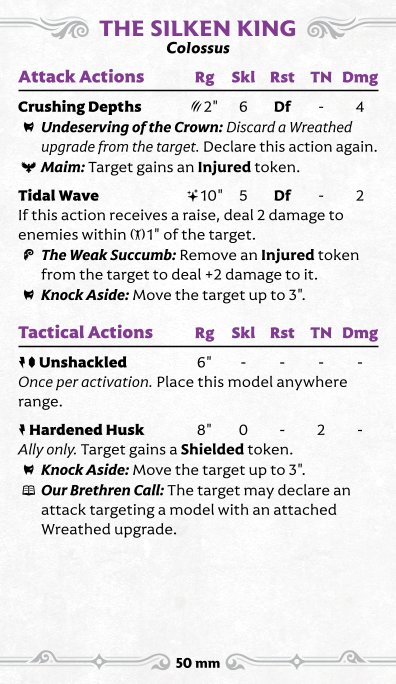 THE SILKEN KING
Colossus
Attack Actions Rg Skl Rst TN Dmg
Crushing Depths 2" 6 Df - 4
Undeserving of the Crown: Discard a Wreathed
upgrade from the target. Declare this action again.
Maim: Target gains an Injured token.
Tidal Wave 10" 5 Df - 2
If this action receives a raise, deal 2 damage to
enemies within 1" of the target.
The Weak Succumb: Remove an Injured token
from the target to deal +2 damage to it.
Knock Aside: Move the target up to 3".
Tactical Actions Rg Skl Rst TN Dmg
Unshackled 6" - - - -
Once per activation. Place this model anywhere
range.
Hardened Husk 8" 0 - 2 -
Ally only. Target gains a Shielded token.
Knock Aside: Move the target up to 3".
Our Brethren Call: The target may declare an
attack targeting a model with an attached
Wreathed upgrade.
50 mm